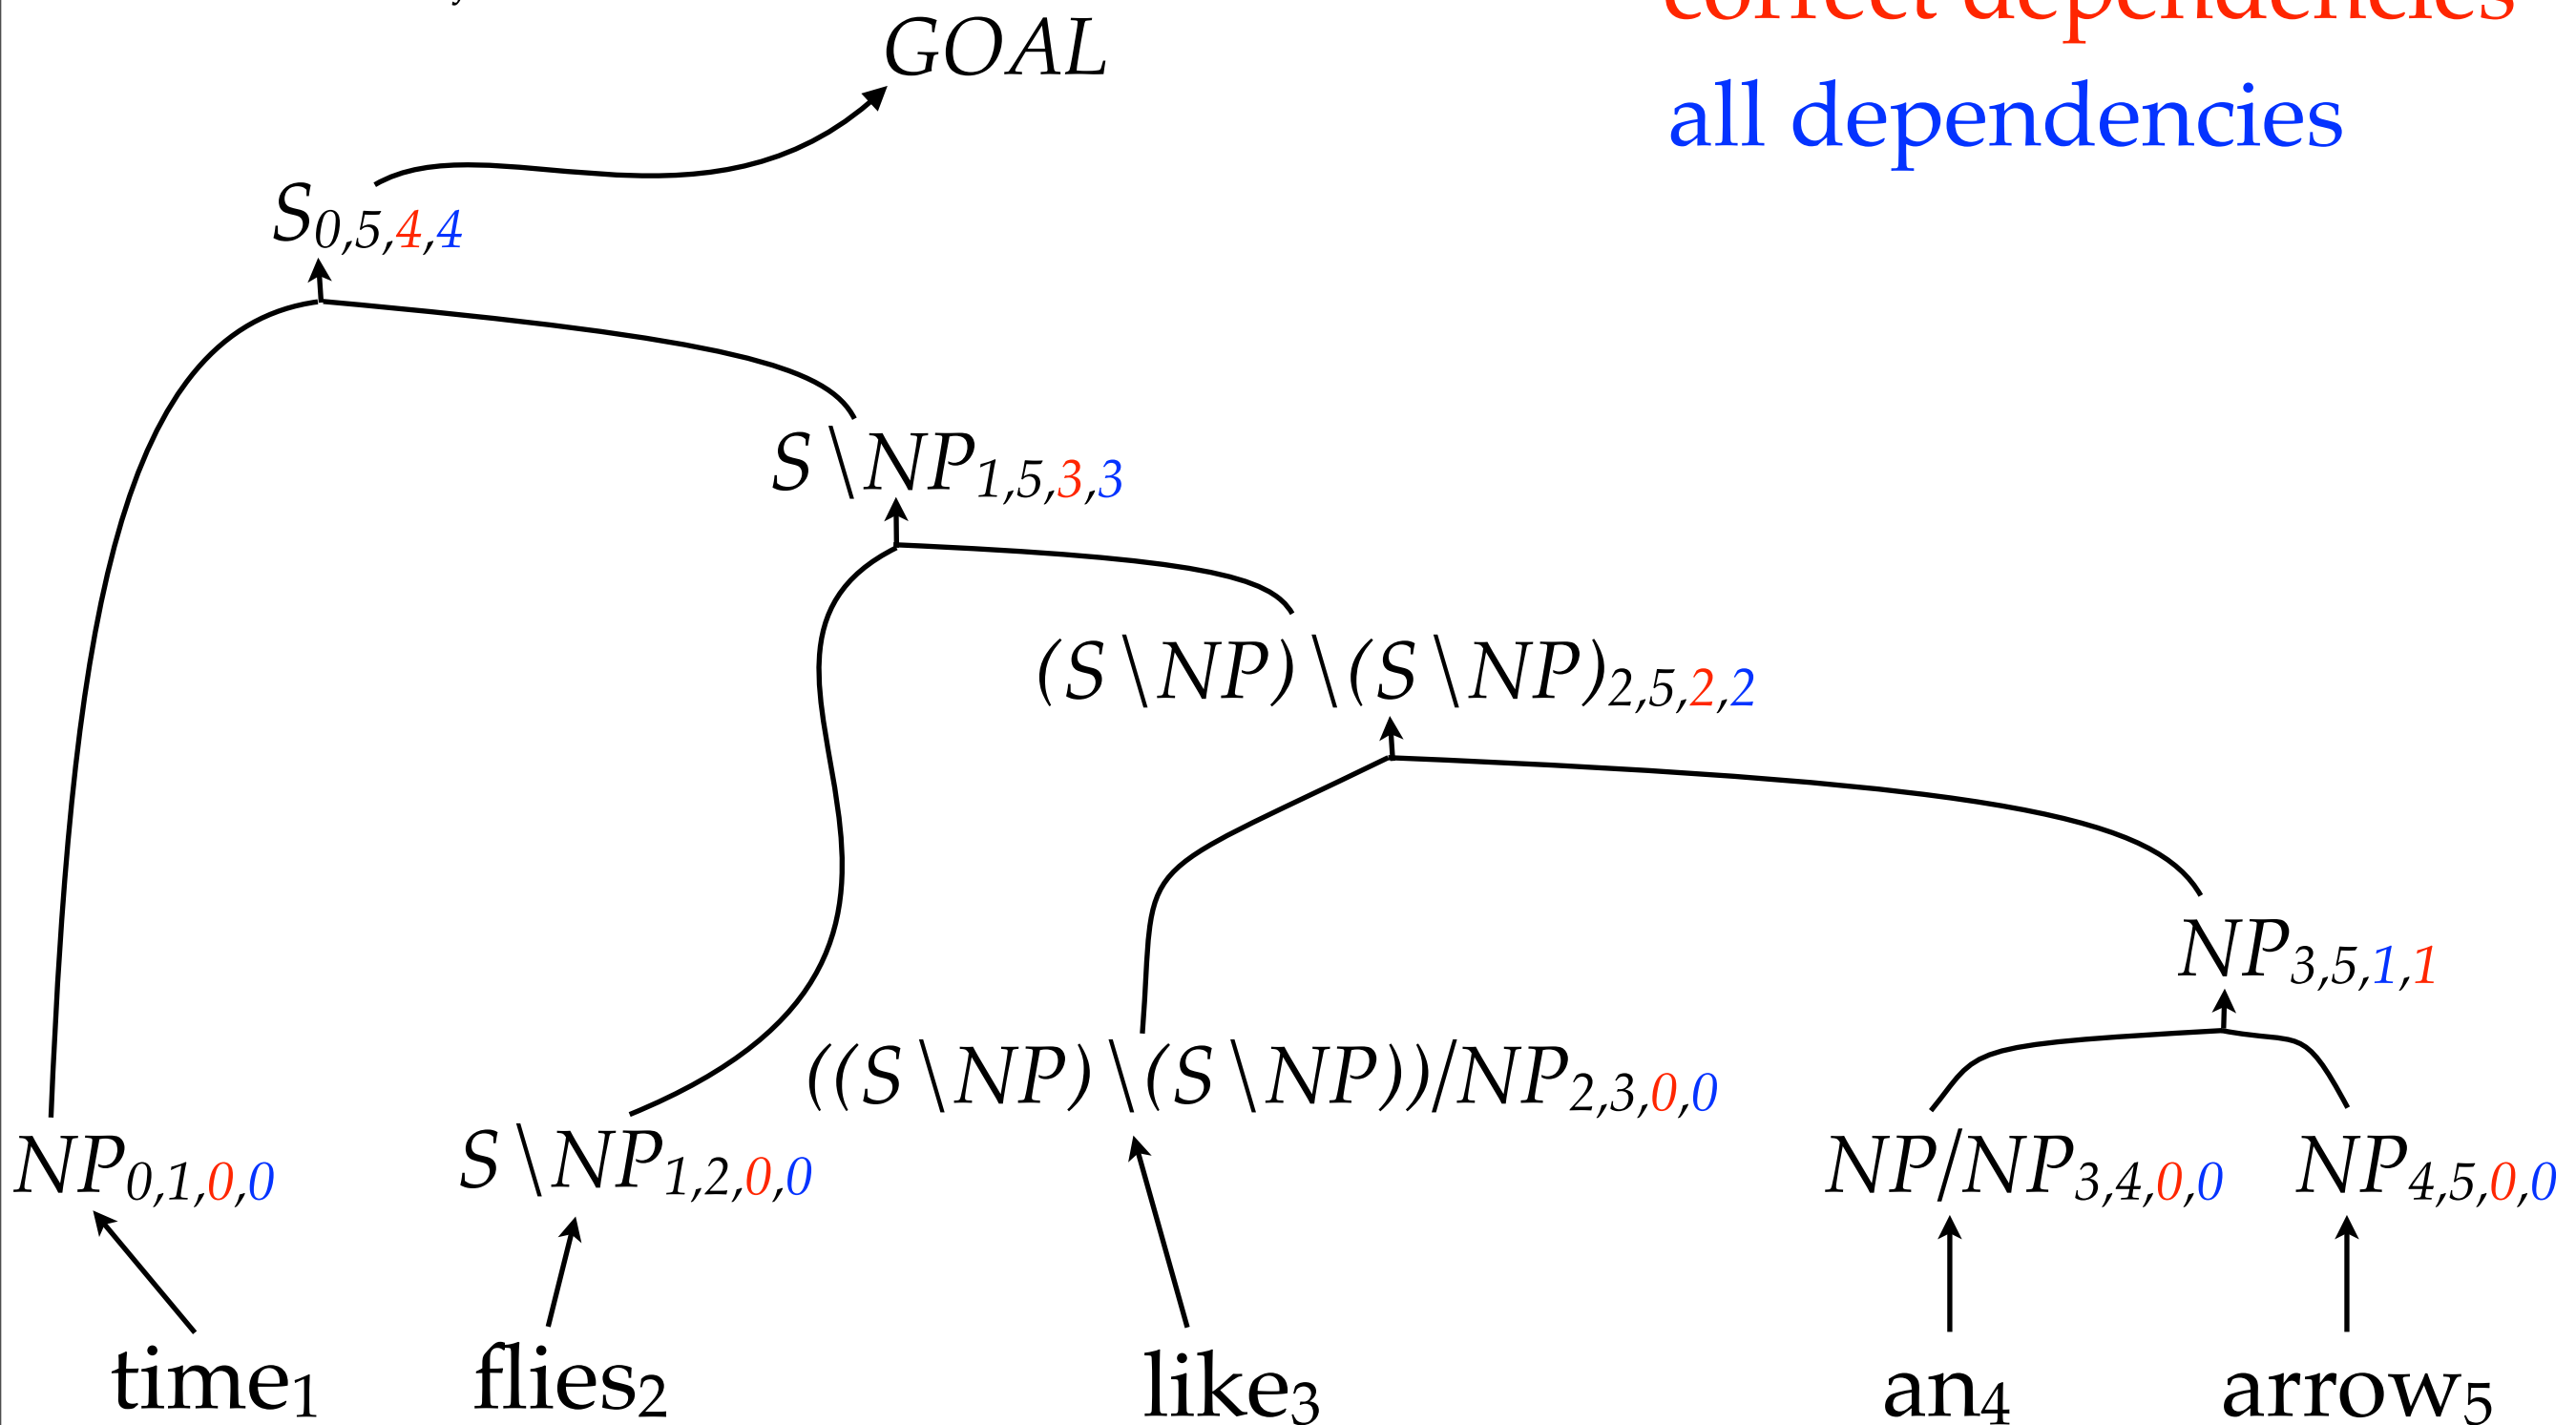 correct dependencies
GOAL
all dependencies
S0,5,4,4
S\NP1,5,3,3
(S\NP)\(S\NP)2,5,2,2
NP3,5,1,1
((S\NP)\(S\NP))/NP2,3,0,0
NP0,1,0,0 S\NP1,2,0,0 NP/NP3,4,0,0 NP4,5,0,0
time1 flies2 like3 an4 arrow5